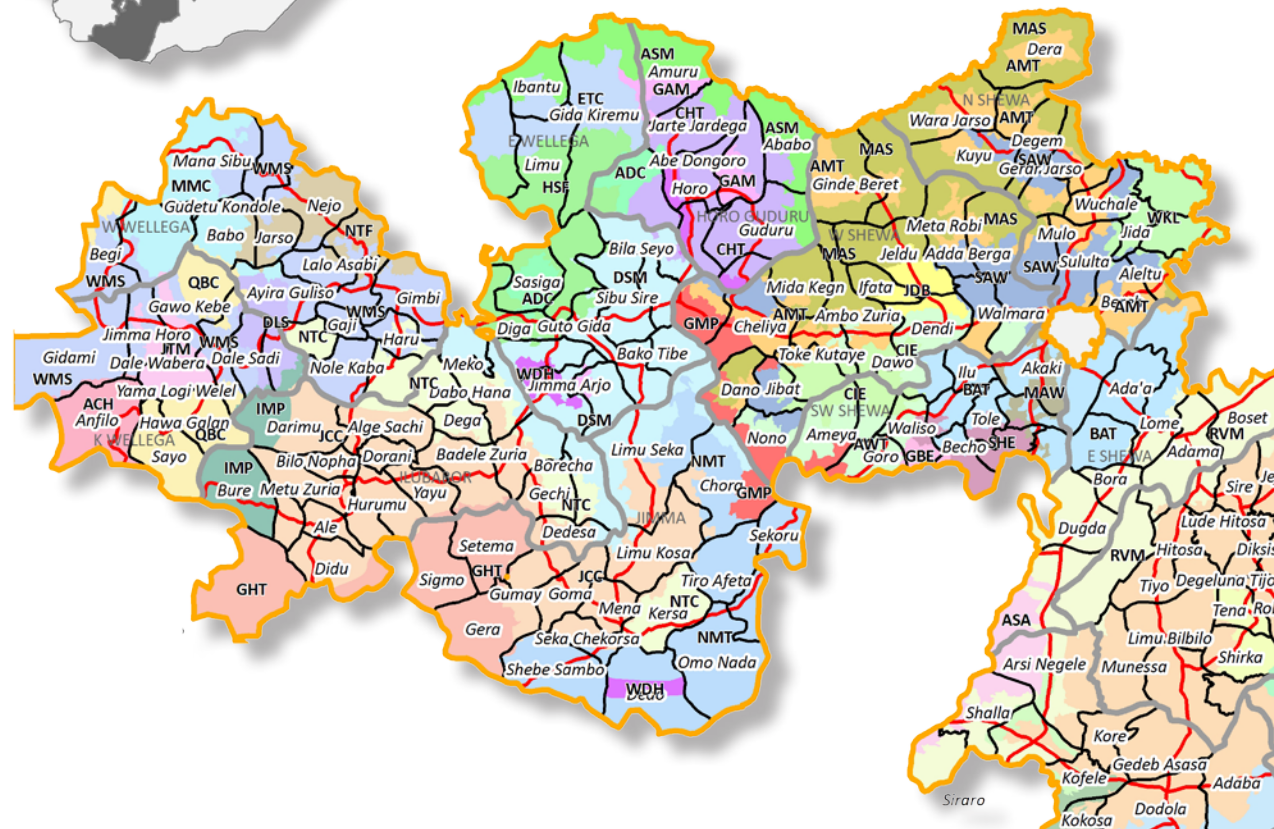 MAS
Dera
AMT
ASM
Amuru
GAM
Ibantu
ETC
Gida Kiremu
CHT
Jarte Jardega
N SHEWA
Wara Jarso
AMT
Degem
ASM
Ababo
E WELLEGA
MAS
Kuyu
SAW
Gerar Jarso
Mana Sibu
WMS
Limu
Abe Dongoro
ADC
GAM
AMT
Ginde Beret
MMC
HSF
Horo
Gudetu Kondole
Nejo
Wuchale
WKL
W WELLEGA
Babo
Jarso
NTF
HORO GUDURU
Guduru
W SHEWA
Meta Robi
MAS
Mulo
Jida
Begi
Lalo Asabi
Bila Seyo
CHT
MAS
Jeldu
Adda Berga
SAW
Sululta
WMS
QBC
DSM
SAW
Aleltu
Gawo Kebe
Ayira Guliso
Gimbi
Sasiga
ADC
Sibu Sire
Mida Kegn
Ifata
JDB
AMT
WMS
Jimma Horo
DLS
NTC
Gaji
Haru
Diga
Guto Gida
GMP
Cheliya
AMT
Ambo Zuria
Dendi
Walmara
Gidami
JTM
WMS
Dale Wabera
Dale Sadi
Nole Kaba
Meko
Bako Tibe
Toke Kutaye
CIE
Dawo
WMS
Yama Logi Welel
NTC
Dabo Hana
WDH
Jimma Arjo
Dano
Jibat
CIE
Ilu
BAT
Akaki
Ada'a
ACH
Anfilo
Hawa Galan
IMP
Darimu
Dega
DSM
SW SHEWA
Tole
MAW
K WELLEGA
QBC
JCC
Alge Sachi
Nono
Ameya
Waliso
Lome
Boset
Sayo
Dorani
Badele Zuria
Limu Seka
AWT
Goro
Becho
SHE
BAT
RVM
IMP
Bilo Nopha
Borecha
NMT
GBE
E SHEWA
Adama
Bure
Metu Zuria
ILUBABOR
Yayu
Gechi
Chora
GMP
Bora
Sire
Je
Hurumu
NTC
JIMMA
Ale
Dedesa
Sekoru
Dugda
Lude Hitosa
Didu
Setema
Limu Kosa
RVM
Hitosa
Diksis
GHT
Sigmo
GHT
JCC
Tiro Afeta
Tiyo
Degeluna Tijo
Gumay
Goma
Mena
NTC
Kersa
ASA
Tena
Ro
Gera
Seka Chekorsa
NMT
Limu Bilbilo
Shebe Sambo
Omo Nada
Arsi Negele
Munessa
Shirka
WDH
Shalla
Kore
Gedeb Asasa
Kofele
Adaba
Siraro
Kokosa
Dodola